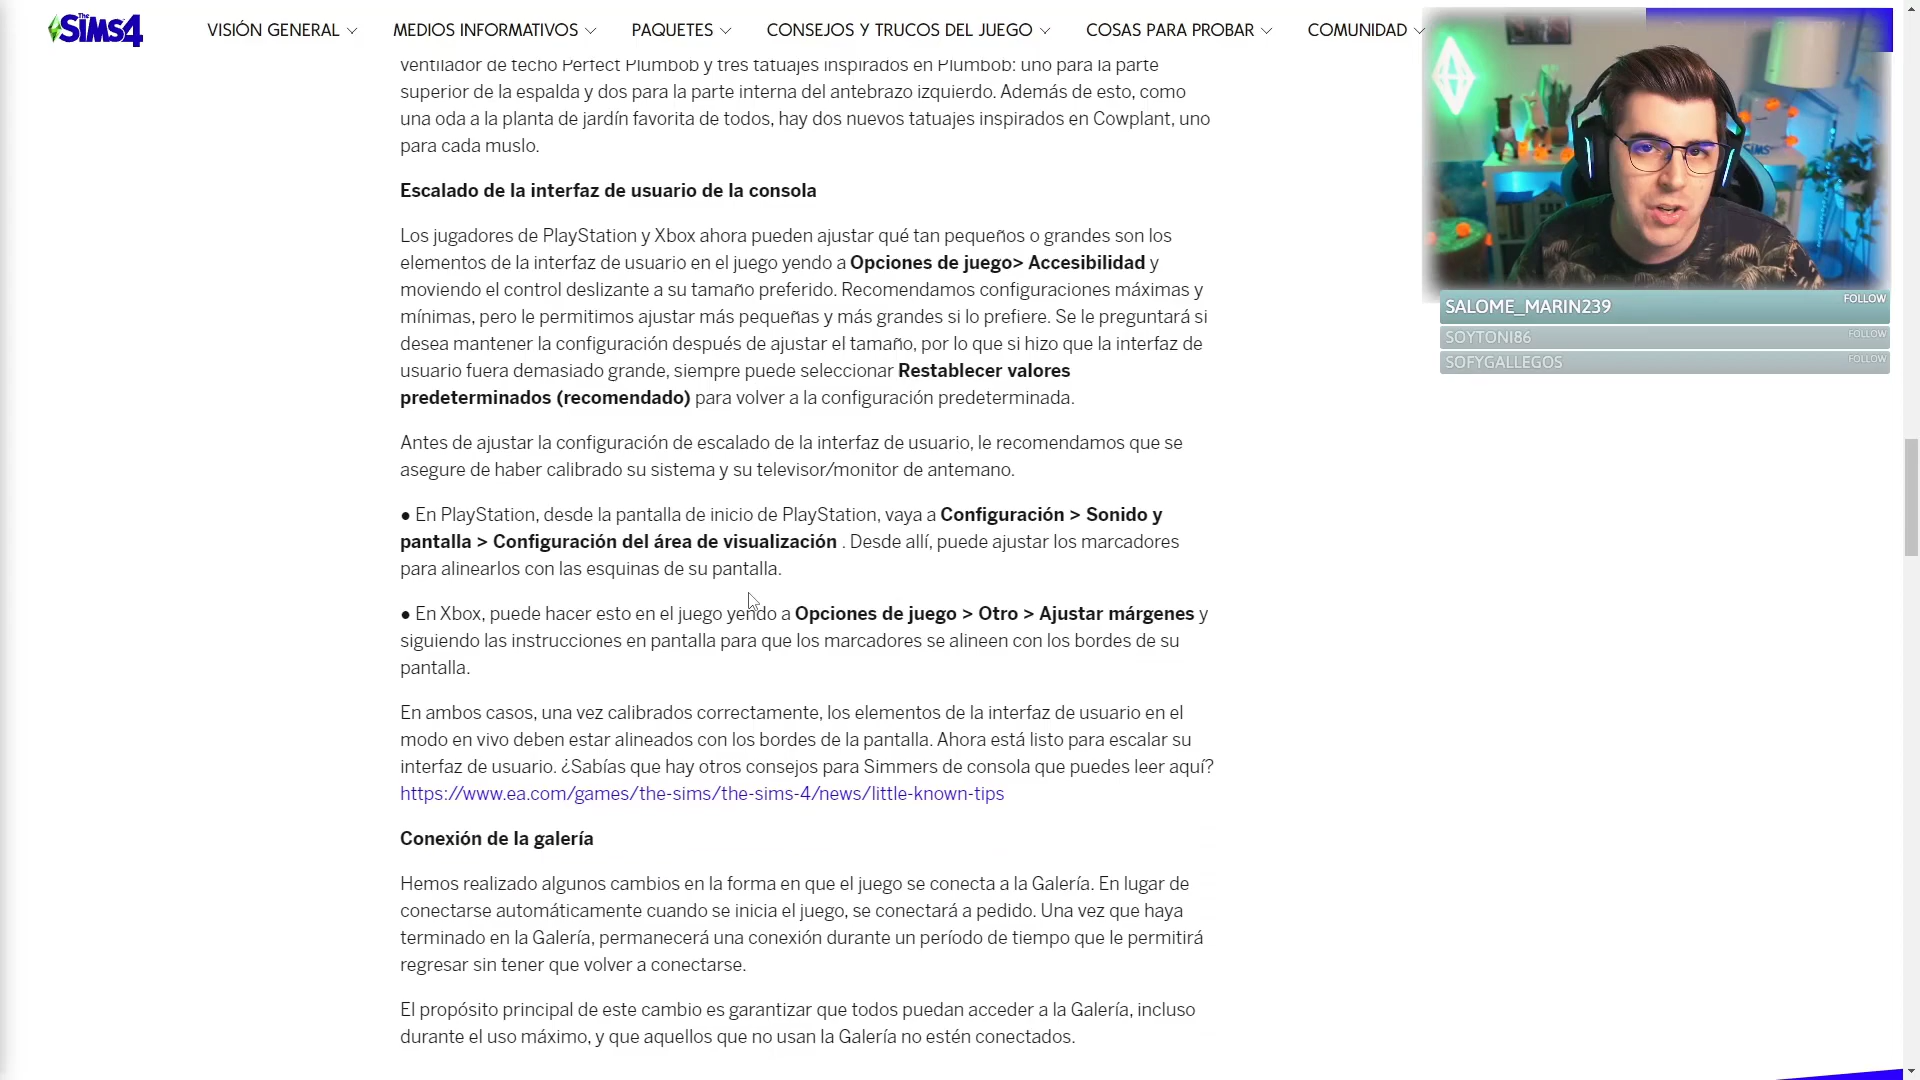 The SIMS4
VISIÓN GENERAL
MEDIOS INFORMATIVOS
PAQUETES
CONSEJOS Y TRUCOS DEL JUEGO
COSAS PARA PROBAR
COMUNIDAD
ventilador de techo Perfect Plumbob y tres tatuajes inspirados en Plumbob: uno para la parte
superior de la espalda y dos para la parte interna del antebrazo izquierdo. Además de esto, como
una oda a la planta de jardín favorita de todos, hay dos nuevos tatuajes inspirados en Cowplant, uno
para cada muslo.
Escalado de la interfaz de usuario de la consola
Los jugadores de PlayStation y Xbox ahora pueden ajustar qué tan pequeños o grandes son los
elementos de la interfaz de usuario en el juego yendo a Opciones de juego> Accesibilidad y
moviendo el control deslizante a su tamaño preferido. Recomendamos configuraciones máximas y
mínimas, pero le permitimos ajustar más pequeñas y más grandes si lo prefiere. Se le preguntará si
desea mantener la configuración después de ajustar el tamaño, por lo que si hizo que la interfaz de
usuario fuera demasiado grande, siempre puede seleccionar Restablecer valores
predeterminados (recomendado) para volver a la configuración predeterminada.
Antes de ajustar la configuración de escalado de la interfaz de usuario, le recomendamos que se
asegure de haber calibrado su sistema y su televisor/monitor de antemano.
● En PlayStation, desde la pantalla de inicio de PlayStation, vaya a Configuración > Sonido y
pantalla > Configuración del área de visualización . Desde allí, puede ajustar los marcadores
para alinearlos con las esquinas de su pantalla.
● En Xbox, puede hacer esto en el juego yendo a Opciones de juego > Otro > Ajustar márgenes y
siguiendo las instrucciones en pantalla para que los marcadores se alineen con los bordes de su
pantalla.
En ambos casos, una vez calibrados correctamente, los elementos de la interfaz de usuario en el
modo en vivo deben estar alineados con los bordes de la pantalla. Ahora está listo para escalar su
interfaz de usuario. ¿Sabías que hay otros consejos para Simmers de consola que puedes leer aquí?
https://www.ea.com/games/the-sims/the-sims-4/news/little-known-tips
Conexión de la galería
Hemos realizado algunos cambios en la forma en que el juego se conecta a la Galería. En lugar de
conectarse automáticamente cuando se inicia el juego, se conectará a pedido. Una vez que haya
terminado en la Galería, permanecerá una conexión durante un período de tiempo que le permitirá
regresar sin tener que volver a conectarse.
El propósito principal de este cambio es garantizar que todos puedan acceder a la Galería, incluso
durante el uso máximo, y que aquellos que no usan la Galería no estén conectados.
SIMS
SALOME_MARIN239 FOLLOW
SOYTONI86 FOLLOW
SOFYGALLEGOS FOLLOW